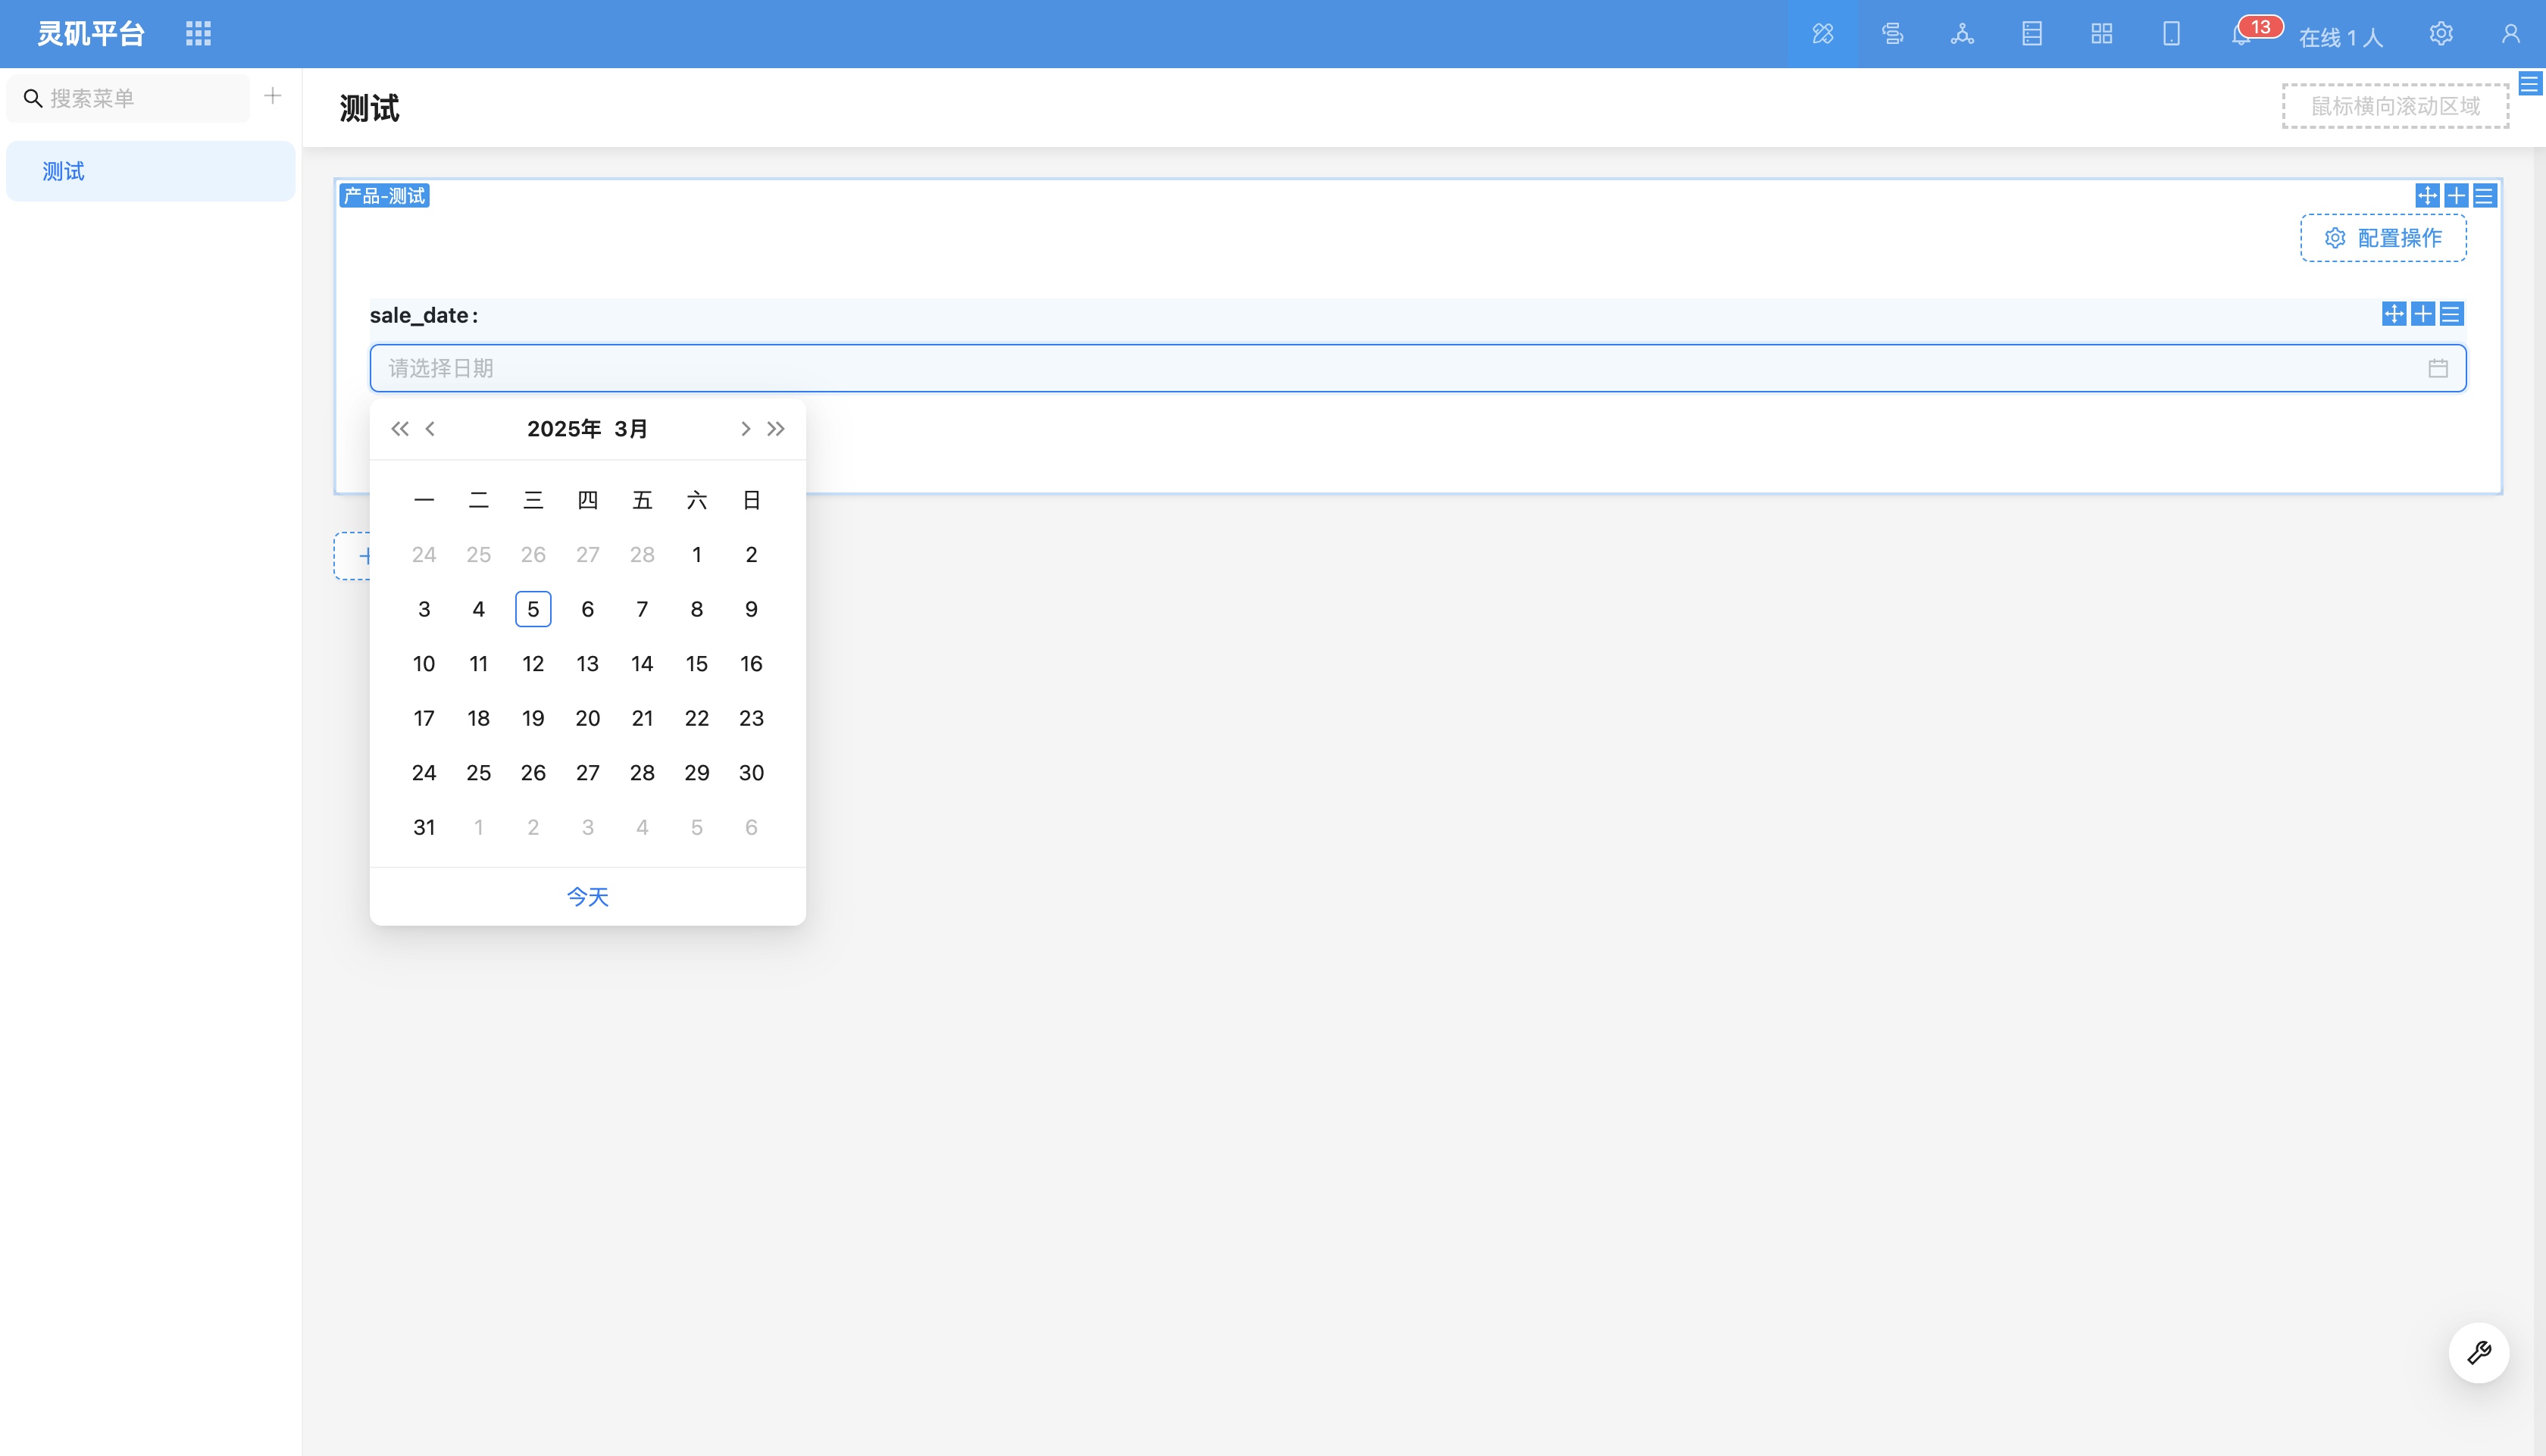 灵矶平台
13
在线 1 人
搜索菜单
测试
测试
鼠标横向滚动区域
产品-测试
配置操作
sale_date:
请选择日期
2025年 3月
一 二 三 四 五 六 日
24 25 26 27 28 1 2
3 4 5 6 7 8 9
10 11 12 13 14 15 16
17 18 19 20 21 22 23
24 25 26 27 28 29 30
31 1 2 3 4 5 6
今天